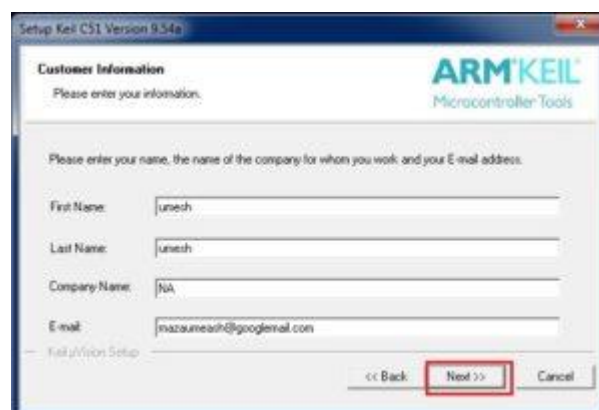 Setup Keil C51 Version 9.54a
Customer Information
Please enter your information.
ARM KEIL
Microcontroller Tools
Please enter your name, the name of the company for whom you work and your E-mail address.
First Name: umesh
Last Name: umesh
Company Name: NA
E-mail: mazaumeash@googlemail.com
Keil µVision Setup
<< Back Next >> Cancel